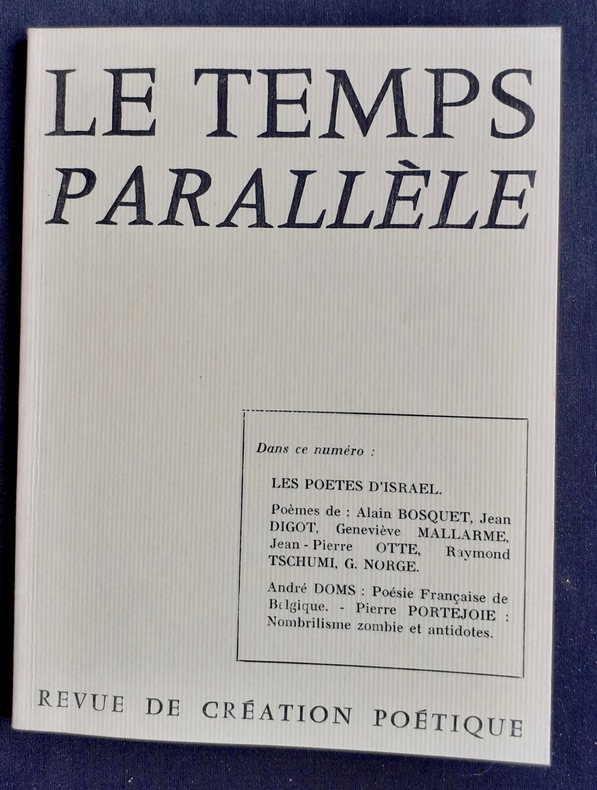 LE TEMPS
PARALLÈLE
Dans ce numéro :
LES POETES D'ISRAEL.
Poèmes de : Alain BOSQUET, Jean
DIGOT, Geneviève MALLARME,
Jean - Pierre OTTE, Raymond
TSCHUMI, G. NORGE.
André DOMS : Poésie Française de
Belgique. - Pierre PORTEJOIE :
Nombrilisme zombie et antidotes.
REVUE DE CRÉATION POÉTIQUE